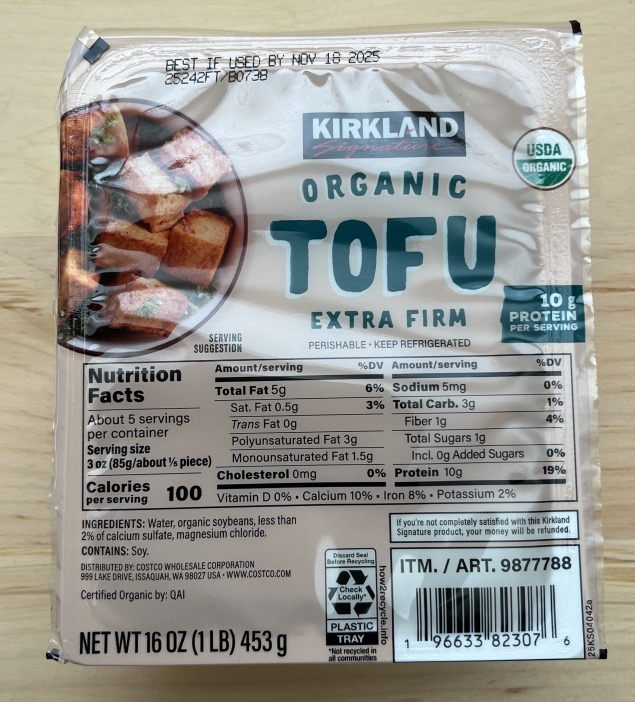 BEST IF USED BY NOV 18 2025
25242FT/B073B
KIRKLAND
Signature
USDA
ORGANIC
ORGANIC
TOFU
EXTRA FIRM
10 g
PROTEIN
PER SERVING
SERVING
SUGGESTION
PERISHABLE • KEEP REFRIGERATED
Nutrition
Facts
About 5 servings
per container
Serving size
3 oz (85g/about ⅕ piece)
Calories
per serving 100
Amount/serving %DV
Total Fat 5g 6%
Sat. Fat 0.5g 3%
Trans Fat 0g
Polyunsaturated Fat 3g
Monounsaturated Fat 1.5g
Cholesterol 0mg 0%
Amount/serving %DV
Sodium 5mg 0%
Total Carb. 3g 1%
Fiber 1g 4%
Total Sugars 1g
Incl. 0g Added Sugars 0%
Protein 10g 19%
Vitamin D 0% • Calcium 10% • Iron 8% • Potassium 2%
INGREDIENTS: Water, organic soybeans, less than
2% of calcium sulfate, magnesium chloride.
CONTAINS: Soy.
DISTRIBUTED BY: COSTCO WHOLESALE CORPORATION
999 LAKE DRIVE, ISSAQUAH, WA 98027 USA • WWW.COSTCO.COM
Certified Organic by: QAI
NET WT 16 OZ (1 LB) 453 g
Discard Seal
Before Recycling
Check
Locally*
PLASTIC
TRAY
*Not recycled in
all communities
how2recycle.info
If you're not completely satisfied with this Kirkland
Signature product, your money will be refunded.
ITM. / ART. 9877788
1 96633 82307 6
25KS04042a